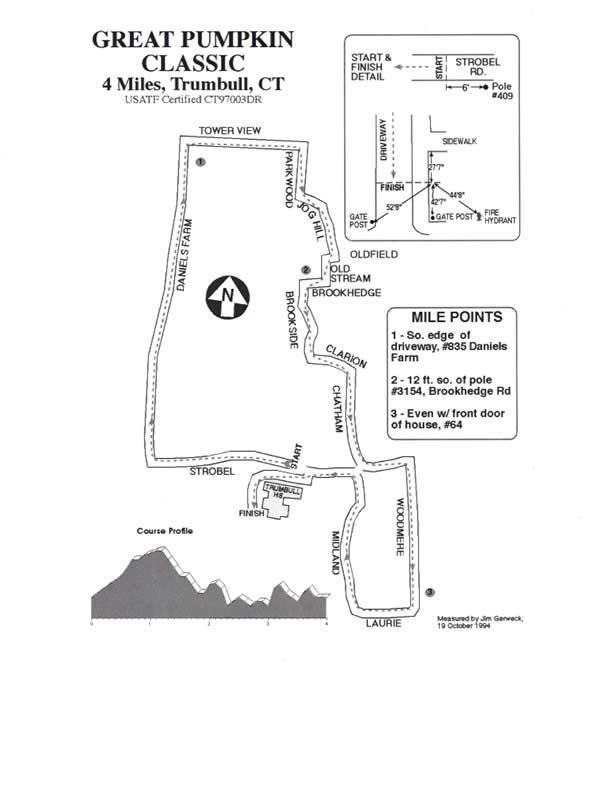 GREAT PUMPKIN
CLASSIC
4 Miles, Trumbull, CT
USATF Certified CT97003DR
START &
FINISH
DETAIL
START
STROBEL
RD.
6'
Pole
#409
DRIVEWAY
SIDEWALK
27'7"
FINISH
52'8"
42'7"
44'8"
GATE
POST
GATE POST
FIRE
HYDRANT
TOWER VIEW
1
PARKWOOD
JOG HILL
DANIELS FARM
OLDFIELD
2
OLD
STREAM
BROOKHEDGE
N
BROOKSIDE
CLARION
CHATHAM
MILE POINTS
1 - So. edge of
driveway, #835 Daniels
Farm
2 - 12 ft. so. of pole
#3154, Brookhedge Rd
3 - Even w/ front door
of house, #64
START
STROBEL
TRUMBULL
HS
FINISH
WOODMERE
MIDLAND
3
LAURIE
Course Profile
0 1 2 3 4
Measured by Jim Gerweck,
19 October 1994